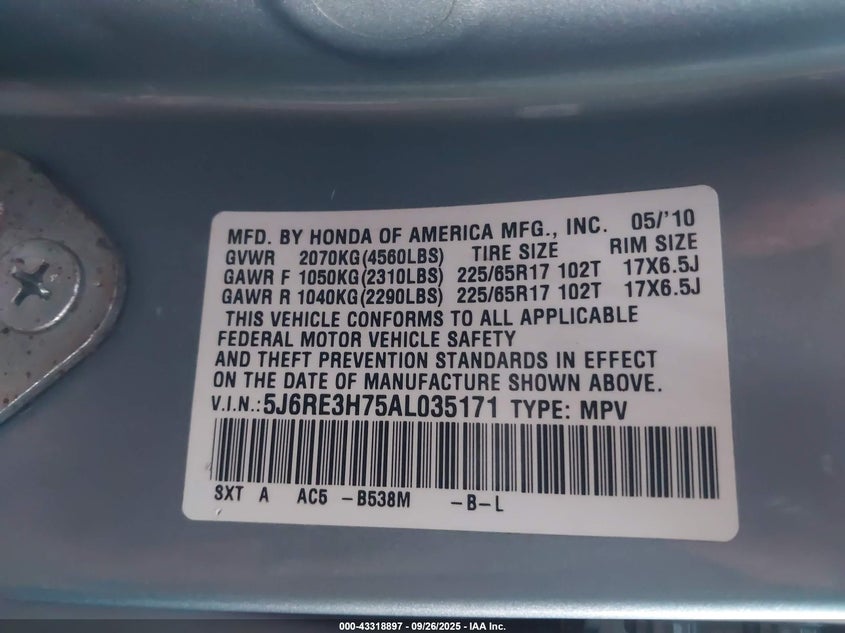 MFD. BY HONDA OF AMERICA MFG., INC. 05/'10
GVWR 2070KG(4560LBS) TIRE SIZE RIM SIZE
GAWR F 1050KG(2310LBS) 225/65R17 102T 17X6.5J
GAWR R 1040KG(2290LBS) 225/65R17 102T 17X6.5J
THIS VEHICLE CONFORMS TO ALL APPLICABLE
FEDERAL MOTOR VEHICLE SAFETY
AND THEFT PREVENTION STANDARDS IN EFFECT
ON THE DATE OF MANUFACTURE SHOWN ABOVE.
V.I.N.:5J6RE3H75AL035171 TYPE: MPV
SXT A AC5 -B538M -B-L
000-43318897 - 09/26/2025 - IAA Inc.